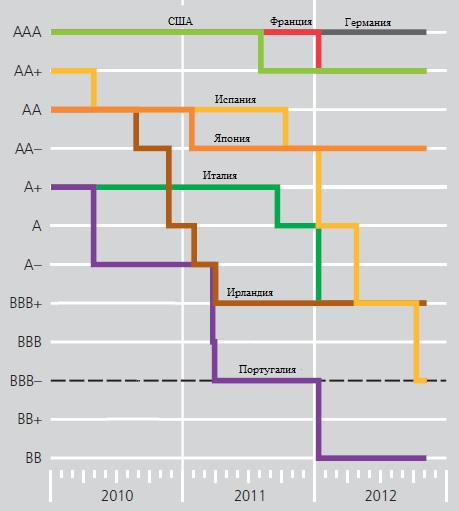 США Франция Германия
AAA
AA+
Испания
AA
Япония
AA−
Италия
A+
A
A−
Ирландия
BBB+
BBB
Португалия
BBB−
BB+
BB
2010 2011 2012